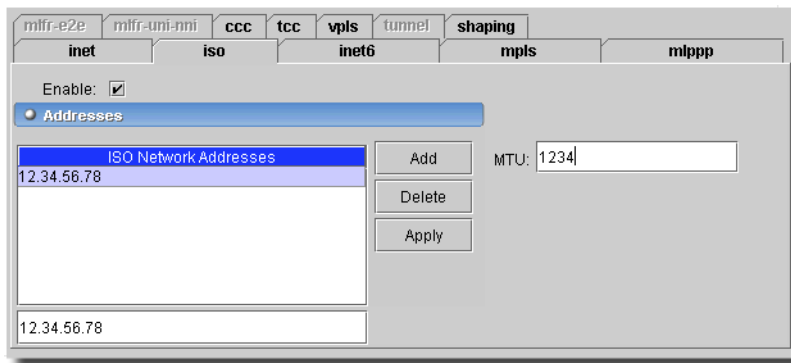 mlfr-e2e mlfr-uni-nni ccc tcc vpls tunnel shaping
inet iso inet6 mpls mlppp
Enable:
Addresses
ISO Network Addresses
12.34.56.78
Add
Delete
Apply
MTU: 1234
12.34.56.78